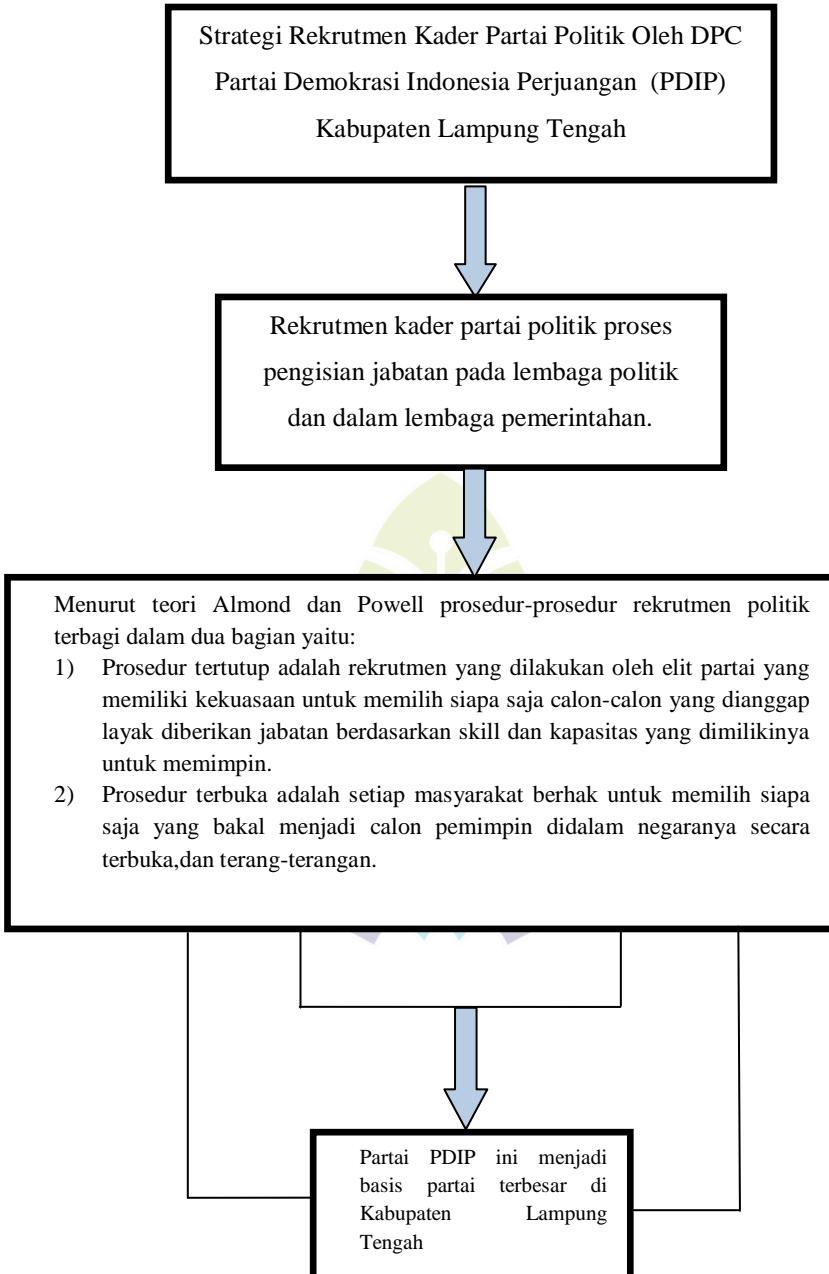 Strategi Rekrutmen Kader Partai Politik Oleh DPC
Partai Demokrasi Indonesia Perjuangan (PDIP)
Kabupaten Lampung Tengah
Rekrutmen kader partai politik proses
pengisian jabatan pada lembaga politik
dan dalam lembaga pemerintahan.
Menurut teori Almond dan Powell prosedur-prosedur rekrutmen politik
terbagi dalam dua bagian yaitu:
1) Prosedur tertutup adalah rekrutmen yang dilakukan oleh elit partai yang
memiliki kekuasaan untuk memilih siapa saja calon-calon yang dianggap
layak diberikan jabatan berdasarkan skill dan kapasitas yang dimilikinya
untuk memimpin.
2) Prosedur terbuka adalah setiap masyarakat berhak untuk memilih siapa
saja yang bakal menjadi calon pemimpin didalam negaranya secara
terbuka,dan terang-terangan.
Partai PDIP ini menjadi
basis partai terbesar di
Kabupaten Lampung
Tengah